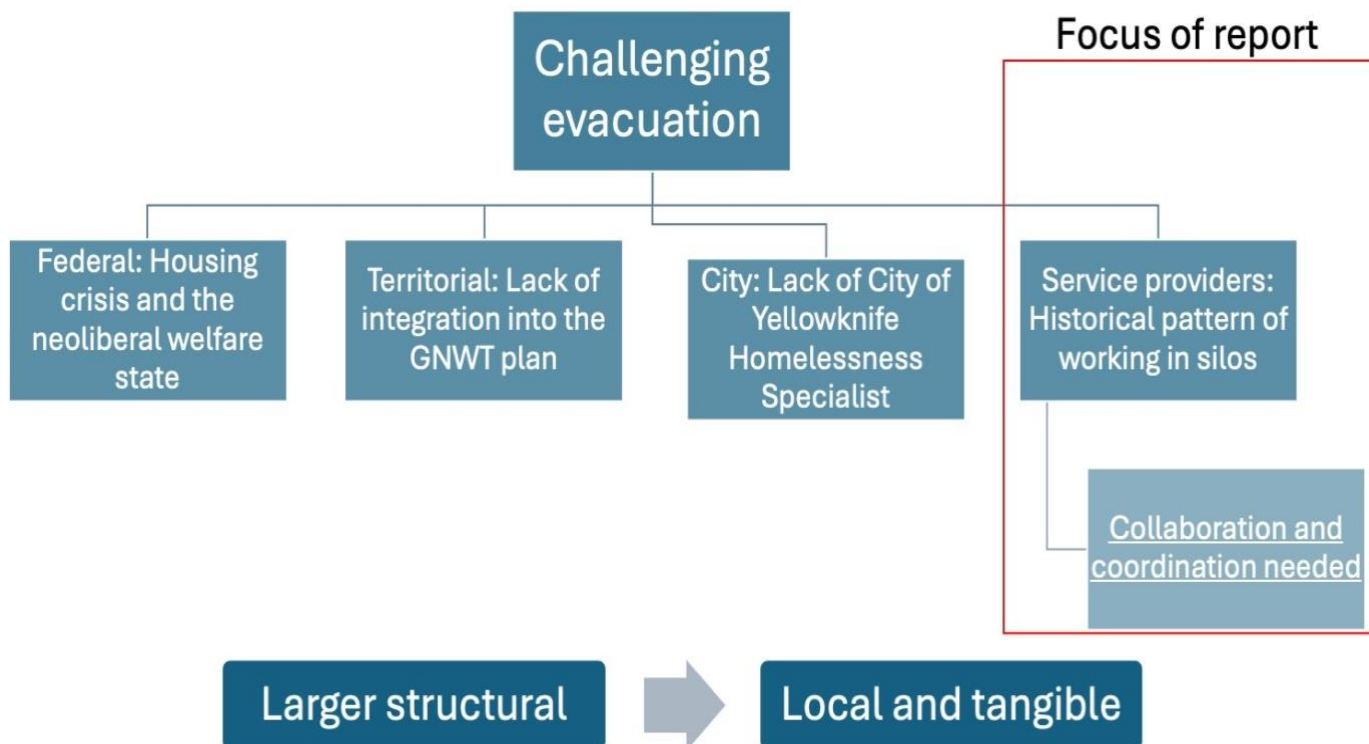 Focus of report
Challenging
evacuation
Federal: Housing
crisis and the
neoliberal welfare
state
Territorial: Lack of
integration into the
GNWT plan
City: Lack of City of
Yellowknife
Homelessness
Specialist
Service providers:
Historical pattern of
working in silos
Collaboration and
coordination needed
Larger structural
Local and tangible